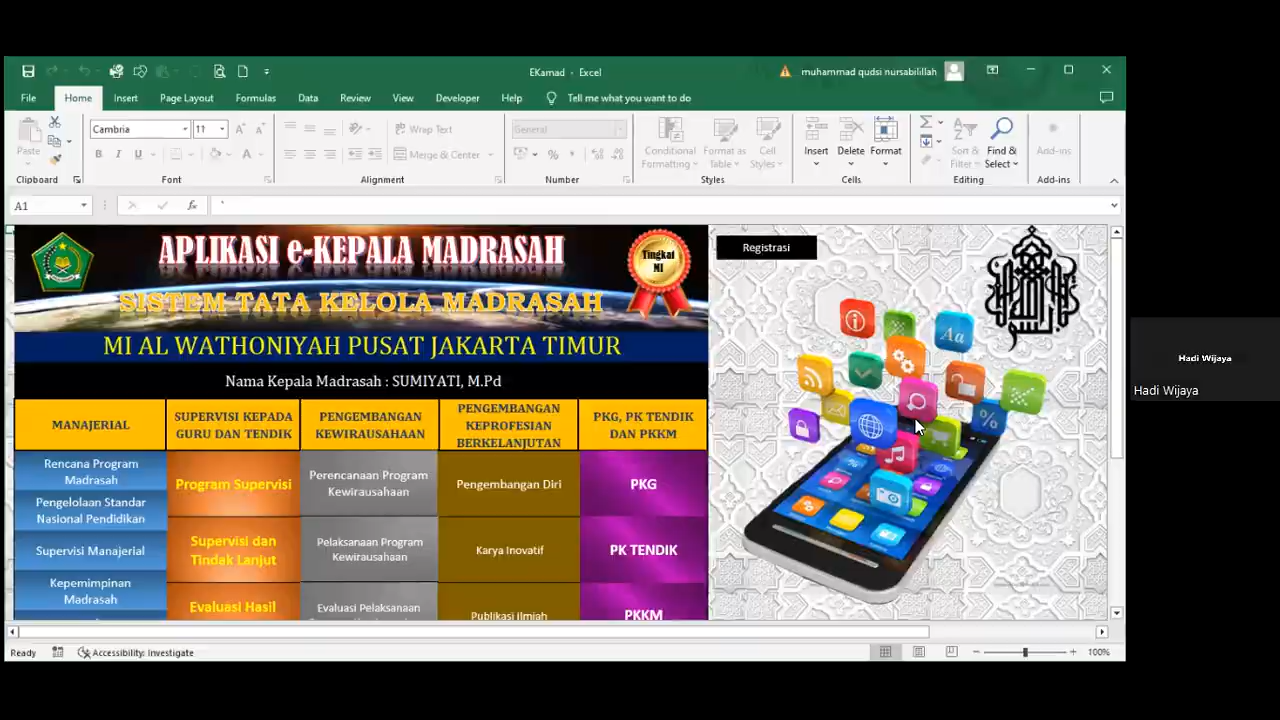 EKamad - Excel
muhammad qudsi nursabilillah
File Home Insert Page Layout Formulas Data Review View Developer Help Tell me what you want to do
Cambria 11
Wrap Text
General
Paste
B I U
Merge & Center
Conditional Formatting
Format as Table
Cell Styles
Insert Delete Format
Sort & Filter
Find & Select
Add-ins
Clipboard Font Alignment Number Styles Cells Editing Add-ins
A1 fx '
APLIKASI e-KEPALA MADRASAH
Tingkat
MI
SISTEM TATA KELOLA MADRASAH
MI AL WATHONIYAH PUSAT JAKARTA TIMUR
Nama Kepala Madrasah : SUMIYATI, M.Pd
Registrasi
MANAJERIAL
SUPERVISI KEPADA
GURU DAN TENDIK
PENGEMBANGAN
KEWIRAUSAHAAN
PENGEMBANGAN
KEPROFESIAN
BERKELANJUTAN
PKG, PK TENDIK
DAN PKKM
Rencana Program
Madrasah
Pengelolaan Standar
Nasional Pendidikan
Supervisi Manajerial
Kepemimpinan
Madrasah
Program Supervisi
Supervisi dan
Tindak Lanjut
Evaluasi Hasil
Perencanaan Program
Kewirausahaan
Pelaksanaan Program
Kewirausahaan
Evaluasi Pelaksanaan
Pengembangan Diri
Karya Inovatif
Publikasi Ilmiah
PKG
PK TENDIK
PKKM
Aa
Ready
Accessibility: Investigate
100%
Hadi Wijaya
Hadi Wijaya